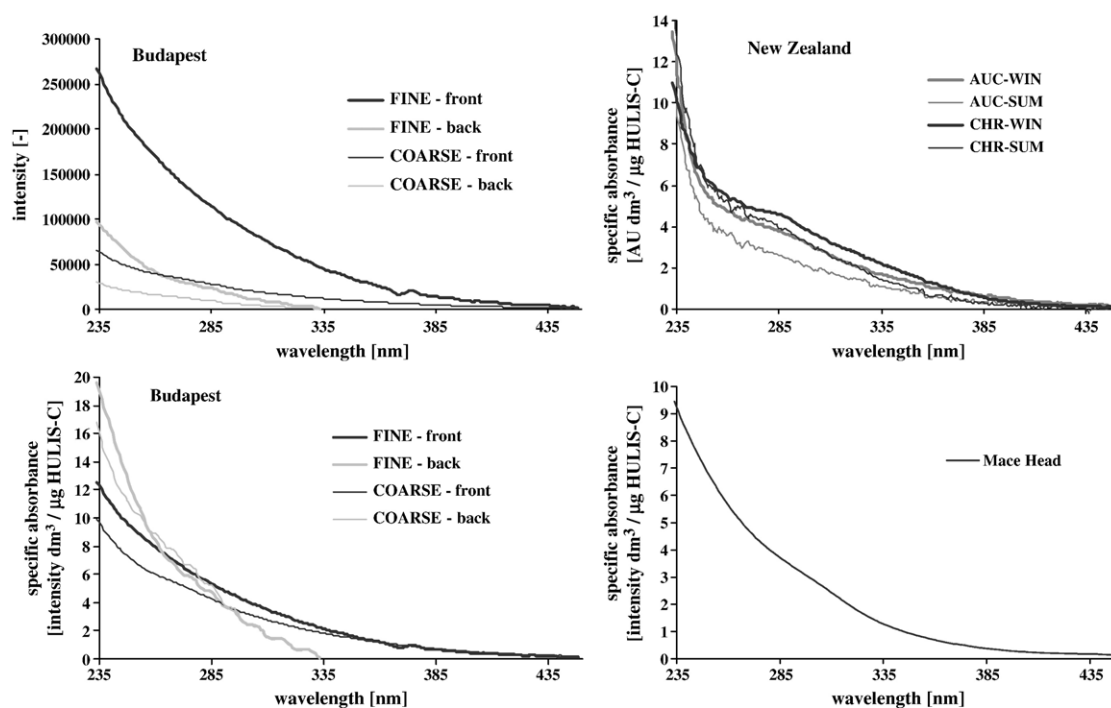 Budapest
intensity [-]
300000
250000
200000
150000
100000
50000
0
235
285
335
385
435
wavelength [nm]
FINE - front
FINE - back
COARSE - front
COARSE - back
New Zealand
specific absorbance
[AU dm³ / µg HULIS-C]
14
12
10
8
6
4
2
0
235
285
335
385
435
wavelength [nm]
AUC-WIN
AUC-SUM
CHR-WIN
CHR-SUM
Budapest
specific absorbance
[intensity dm³ / µg HULIS-C]
20
18
16
14
12
10
8
6
4
2
0
235
285
335
385
435
wavelength [nm]
FINE - front
FINE - back
COARSE - front
COARSE - back
specific absorbance
[intensity dm³ / µg HULIS-C]
10
9
8
7
6
5
4
3
2
1
0
235
285
335
385
435
wavelength [nm]
Mace Head